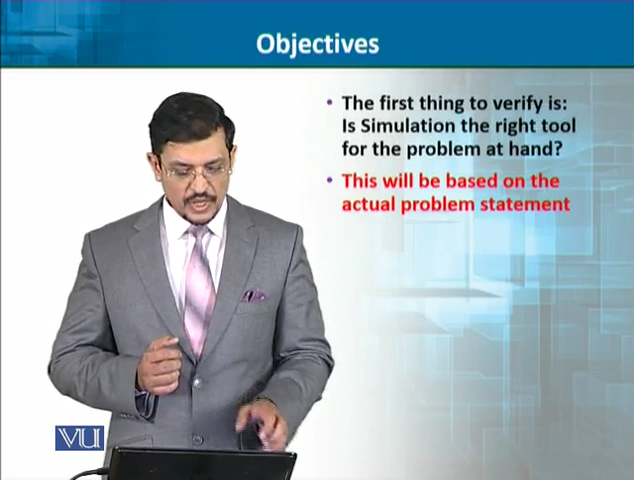 Objectives
• The first thing to verify is:
Is Simulation the right tool
for the problem at hand?
• This will be based on the
actual problem statement
VU